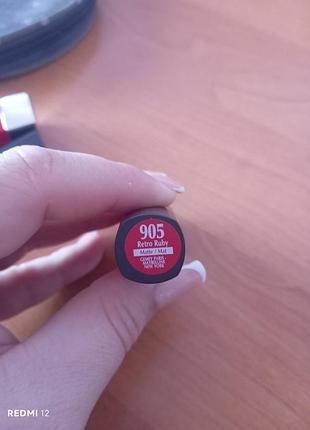 905
Retro Ruby
Matte / Mat
GEMEY PARIS -
MAYBELLINE
NEW YORK
REDMI 12